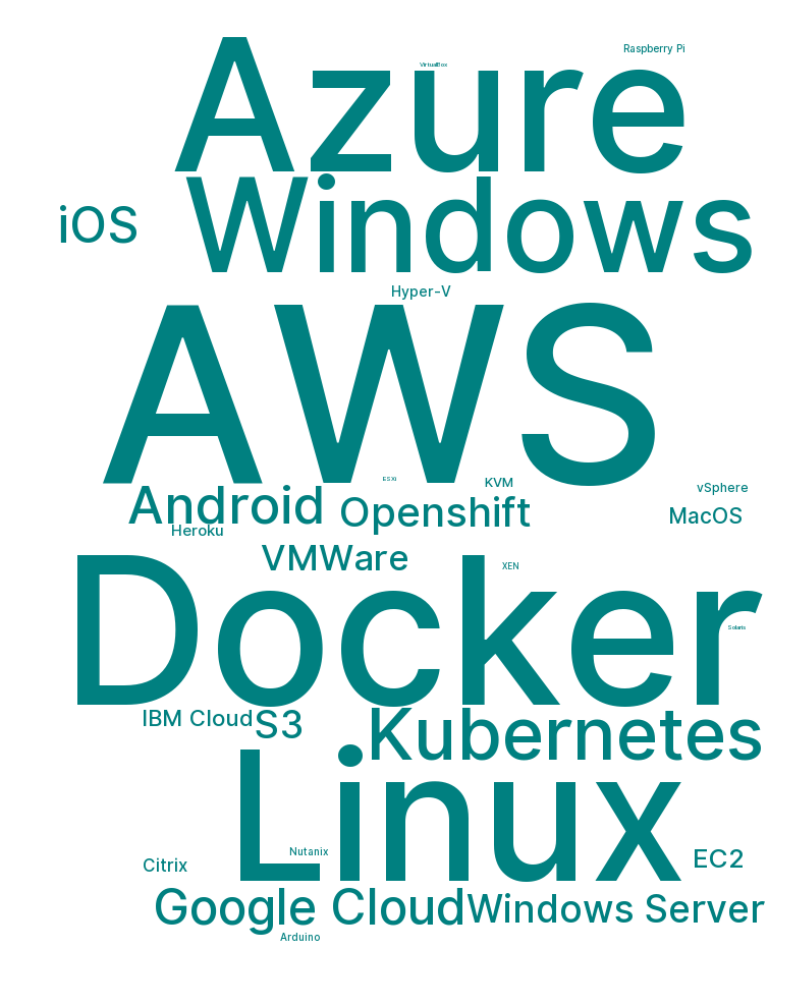 Raspberry Pi
VirtualBox
Azure
iOS
Windows
Hyper-V
AWS
ESXi
KVM
vSphere
Android
Openshift
MacOS
Heroku
VMWare
XEN
Docker
Solaris
IBM Cloud
S3
Kubernetes
Linux
Nutanix
Citrix
EC2
Google Cloud
Windows Server
Arduino